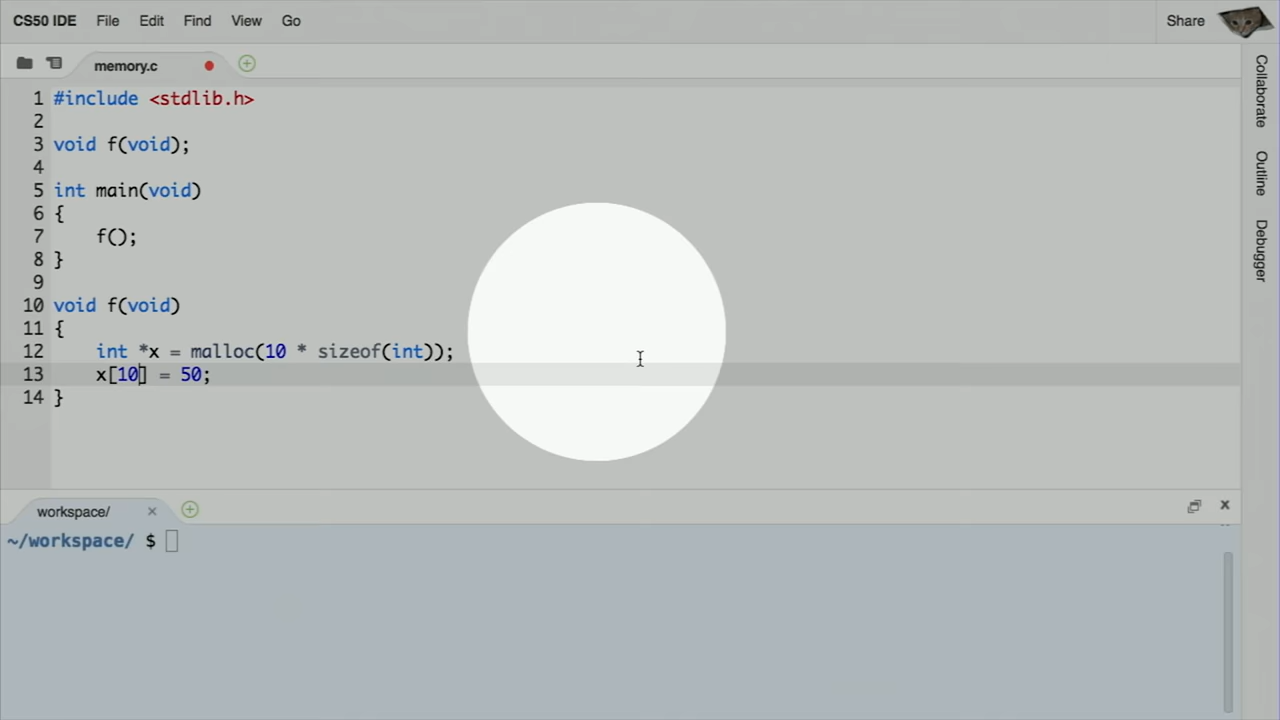 CS50 IDE File Edit Find View Go Share
memory.c
1 #include <stdlib.h>
2
3 void f(void);
4
5 int main(void)
6 {
7     f();
8 }
9
10 void f(void)
11 {
12     int *x = malloc(10 * sizeof(int));
13     x[10] = 50;
14 }
Collaborate
Outline
Debugger
workspace/
~/workspace/ $